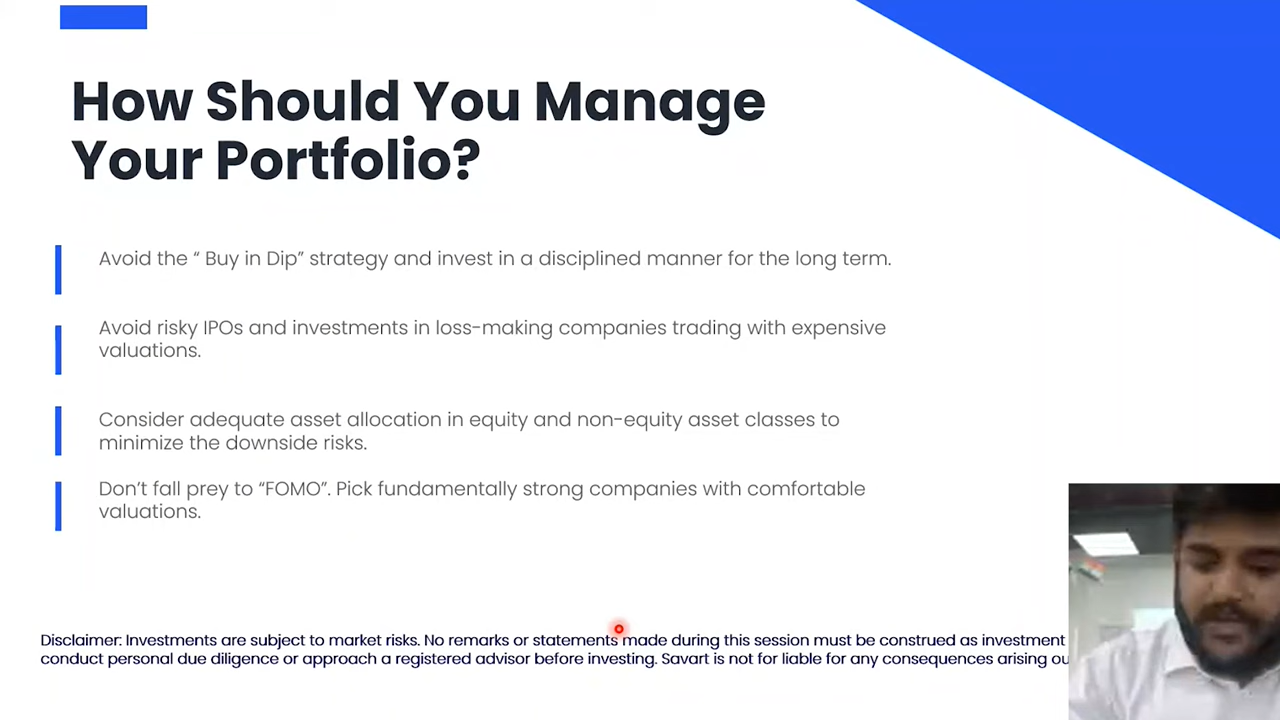 How Should You Manage
Your Portfolio?
Avoid the “ Buy in Dip” strategy and invest in a disciplined manner for the long term.
Avoid risky IPOs and investments in loss-making companies trading with expensive
valuations.
Consider adequate asset allocation in equity and non-equity asset classes to
minimize the downside risks.
Don’t fall prey to “FOMO”. Pick fundamentally strong companies with comfortable
valuations.
Disclaimer: Investments are subject to market risks. No remarks or statements made during this session must be construed as investment
conduct personal due diligence or approach a registered advisor before investing. Savart is not for liable for any consequences arising